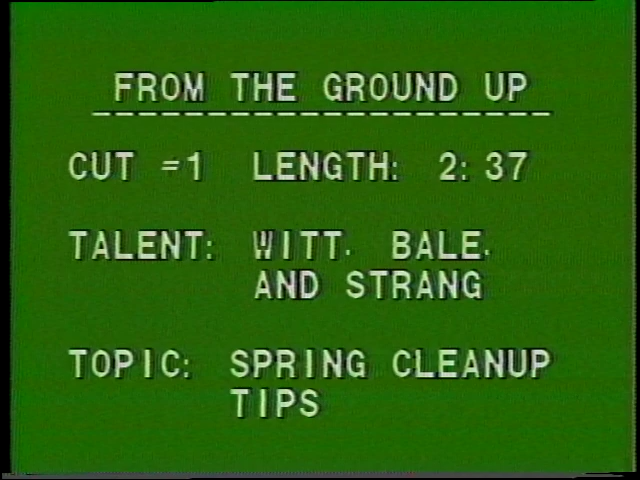 FROM THE GROUND UP
CUT =1 LENGTH: 2:37
TALENT: WITT, BALE,
AND STRANG
TOPIC: SPRING CLEANUP
TIPS